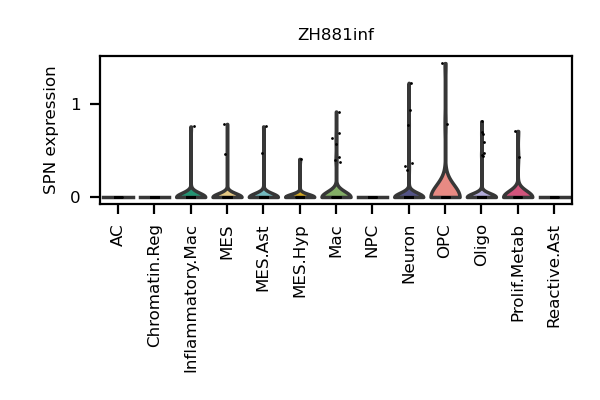 ZH881inf
SPN expression
1
0
AC
Chromatin.Reg
Inflammatory.Mac
MES
MES.Ast
MES.Hyp
Mac
NPC
Neuron
OPC
Oligo
Prolif.Metab
Reactive.Ast